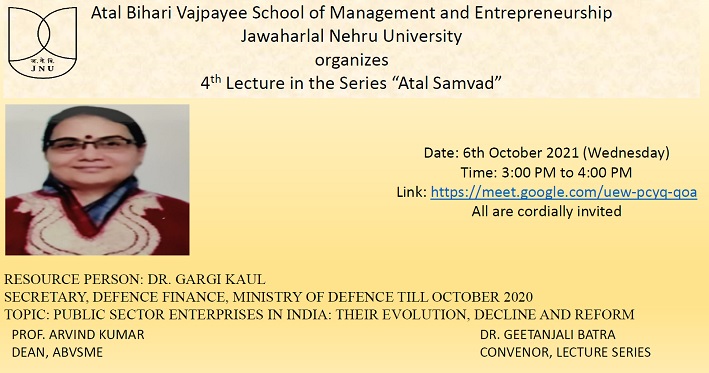 Atal Bihari Vajpayee School of Management and Entrepreneurship
Jawaharlal Nehru University
organizes
4th Lecture in the Series “Atal Samvad”
ज.ने.वि.
JNU
Date: 6th October 2021 (Wednesday)
Time: 3:00 PM to 4:00 PM
Link: https://meet.google.com/uew-pcyq-qoa
All are cordially invited
RESOURCE PERSON: DR. GARGI KAUL
SECRETARY, DEFENCE FINANCE, MINISTRY OF DEFENCE TILL OCTOBER 2020
TOPIC: PUBLIC SECTOR ENTERPRISES IN INDIA: THEIR EVOLUTION, DECLINE AND REFORM
PROF. ARVIND KUMAR
DEAN, ABVSME
DR. GEETANJALI BATRA
CONVENOR, LECTURE SERIES